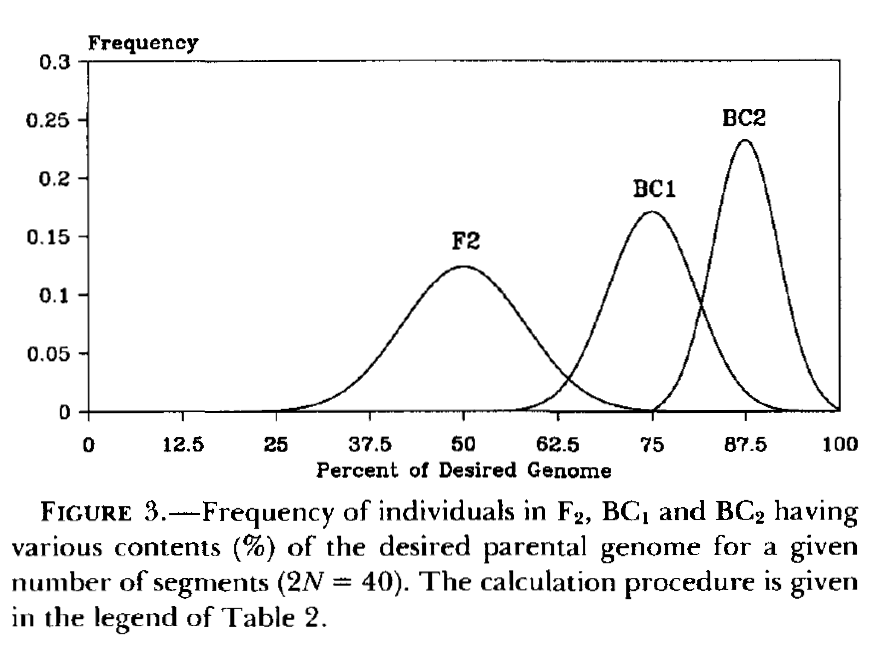 Frequency
0.3
0.25
0.2
0.15
0.1
0.05
0
BC2
BC1
F2
0 12.5 25 37.5 50 62.5 75 87.5 100
Percent of Desired Genome
FIGURE 3.—Frequency of individuals in F₂, BC₁ and BC₂ having
various contents (%) of the desired parental genome for a given
number of segments (2N = 40). The calculation procedure is given
in the legend of Table 2.